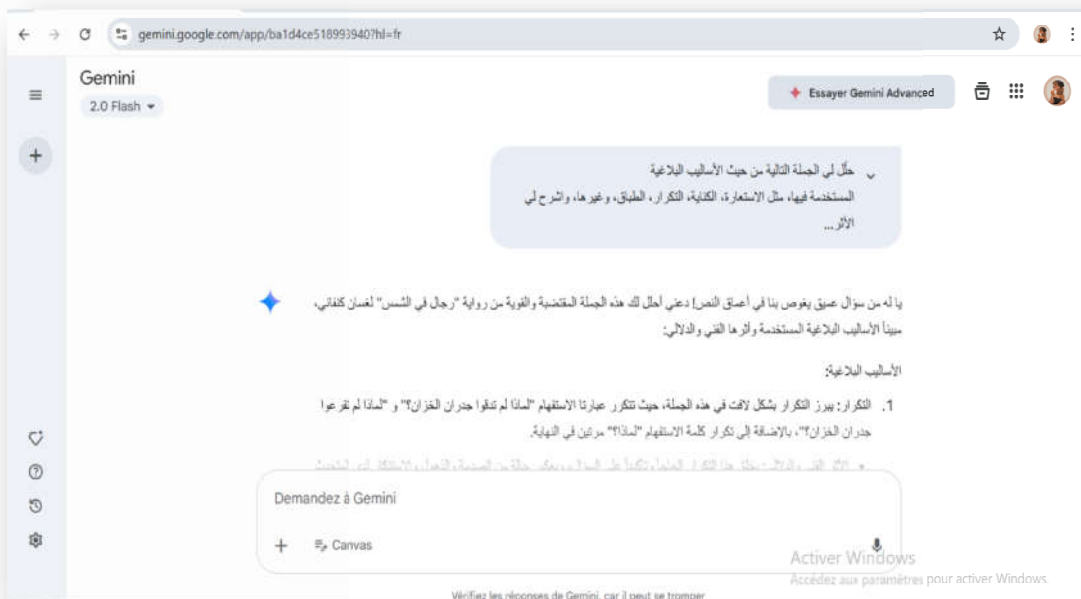 gemini.google.com/app/ba1d4ce518993940?hl=fr
Gemini
2.0 Flash
Essayer Gemini Advanced
حلّل لي الجملة التالية من حيث الأساليب البلاغية
المستخدمة فيها، مثل الاستعارة، الكناية، التكرار، الطباق، وغيرها، واشرح لي
الأثر...
يا له من سؤال عميق يغوص بنا في أعماق النص! دعني أحلل لك هذه الجملة المقتضبة والقوية من رواية "رجال في الشمس" لغسان كنفاني،
مبيناً الأساليب البلاغية المستخدمة وأثرها الفني والدلالي:
الأساليب البلاغية:
1. التكرار: يبرز التكرار بشكل لافت في هذه الجملة، حيث تتكرر عبارتا الاستفهام "لماذا لم تدقوا جدران الخزان؟" و "لماذا لم تقرعوا
جدران الخزان؟"، بالإضافة إلى تكرار كلمة الاستفهام "لماذا؟" مرتين في النهاية.
الأثر الفني والدلالي: يخلق هذا التكرار
Demandez à Gemini
Canvas
Activer Windows
Accédez aux paramètres pour activer Windows.
Vérifiez les réponses de Gemini, car il peut se tromper